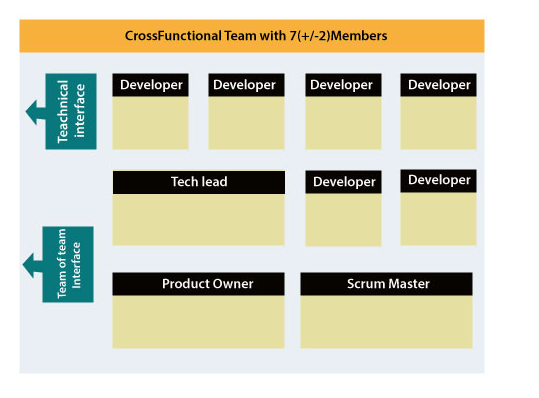 CrossFunctional Team with 7(+/-2)Members
Teachnical
interface
Developer
Developer
Developer
Developer
Tech lead
Developer
Developer
Team of team
Interface
Product Owner
Scrum Master